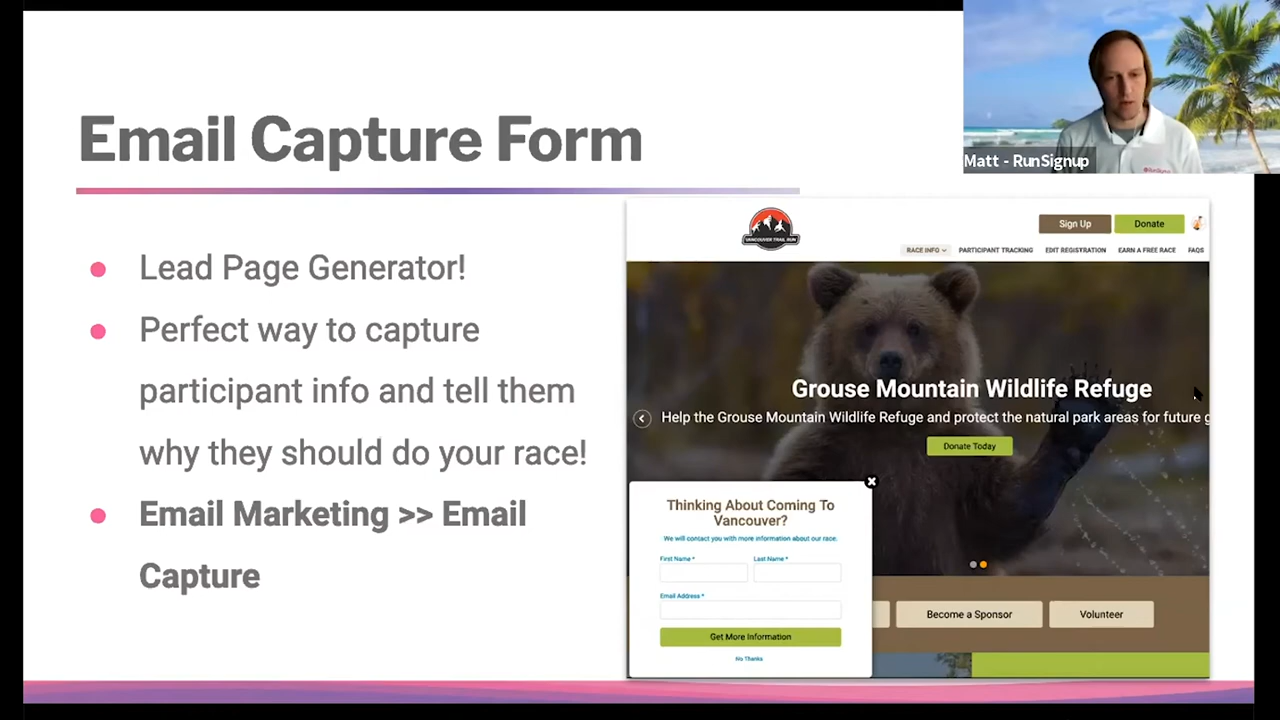 Email Capture Form
Matt - RunSignup
Lead Page Generator!
Perfect way to capture
participant info and tell them
why they should do your race!
Email Marketing >> Email
Capture
VANCOUVER TRAIL RUN
Sign Up
Donate
RACE INFO
PARTICIPANT TRACKING
EDIT REGISTRATION
EARN A FREE RACE
FAQS
Grouse Mountain Wildlife Refuge
Help the Grouse Mountain Wildlife Refuge and protect the natural park areas for future g
Donate Today
Thinking About Coming To
Vancouver?
We will contact you with more information about our race.
First Name *
Last Name *
Email Address *
Get More Information
No Thanks
Become a Sponsor
Volunteer